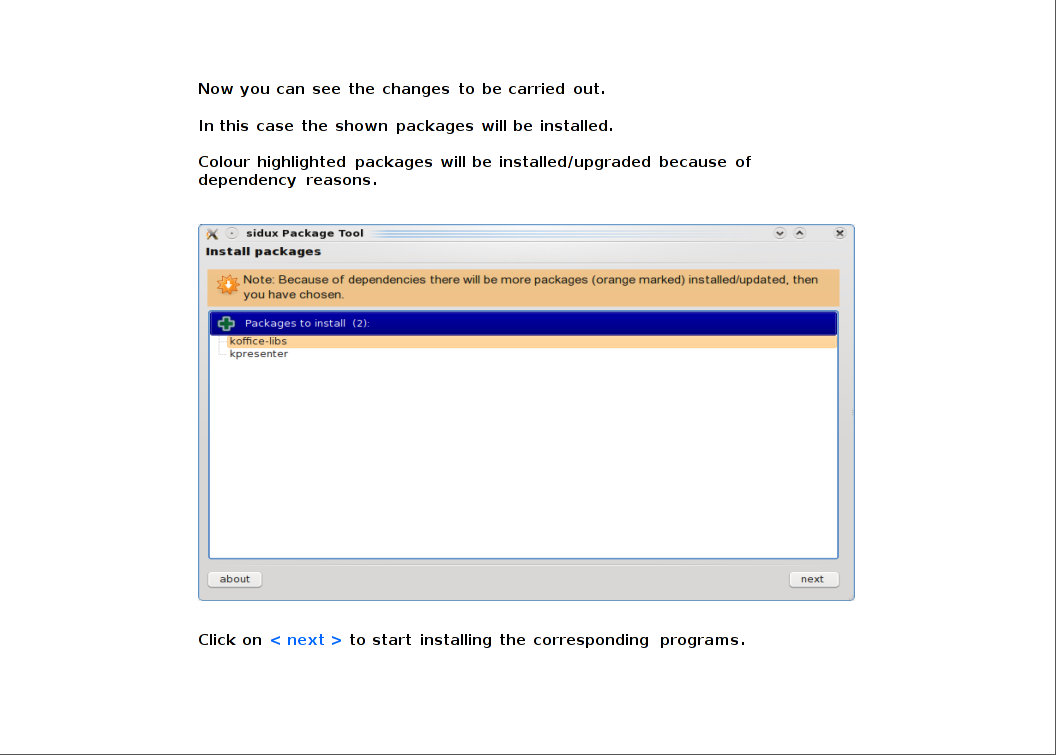 Now you can see the changes to be carried out.
In this case the shown packages will be installed.
Colour highlighted packages will be installed/upgraded because of
dependency reasons.
sidux Package Tool
Install packages
Note: Because of dependencies there will be more packages (orange marked) installed/updated, then
you have chosen.
Packages to install (2):
koffice-libs
kpresenter
about
next
Click on < next > to start installing the corresponding programs.